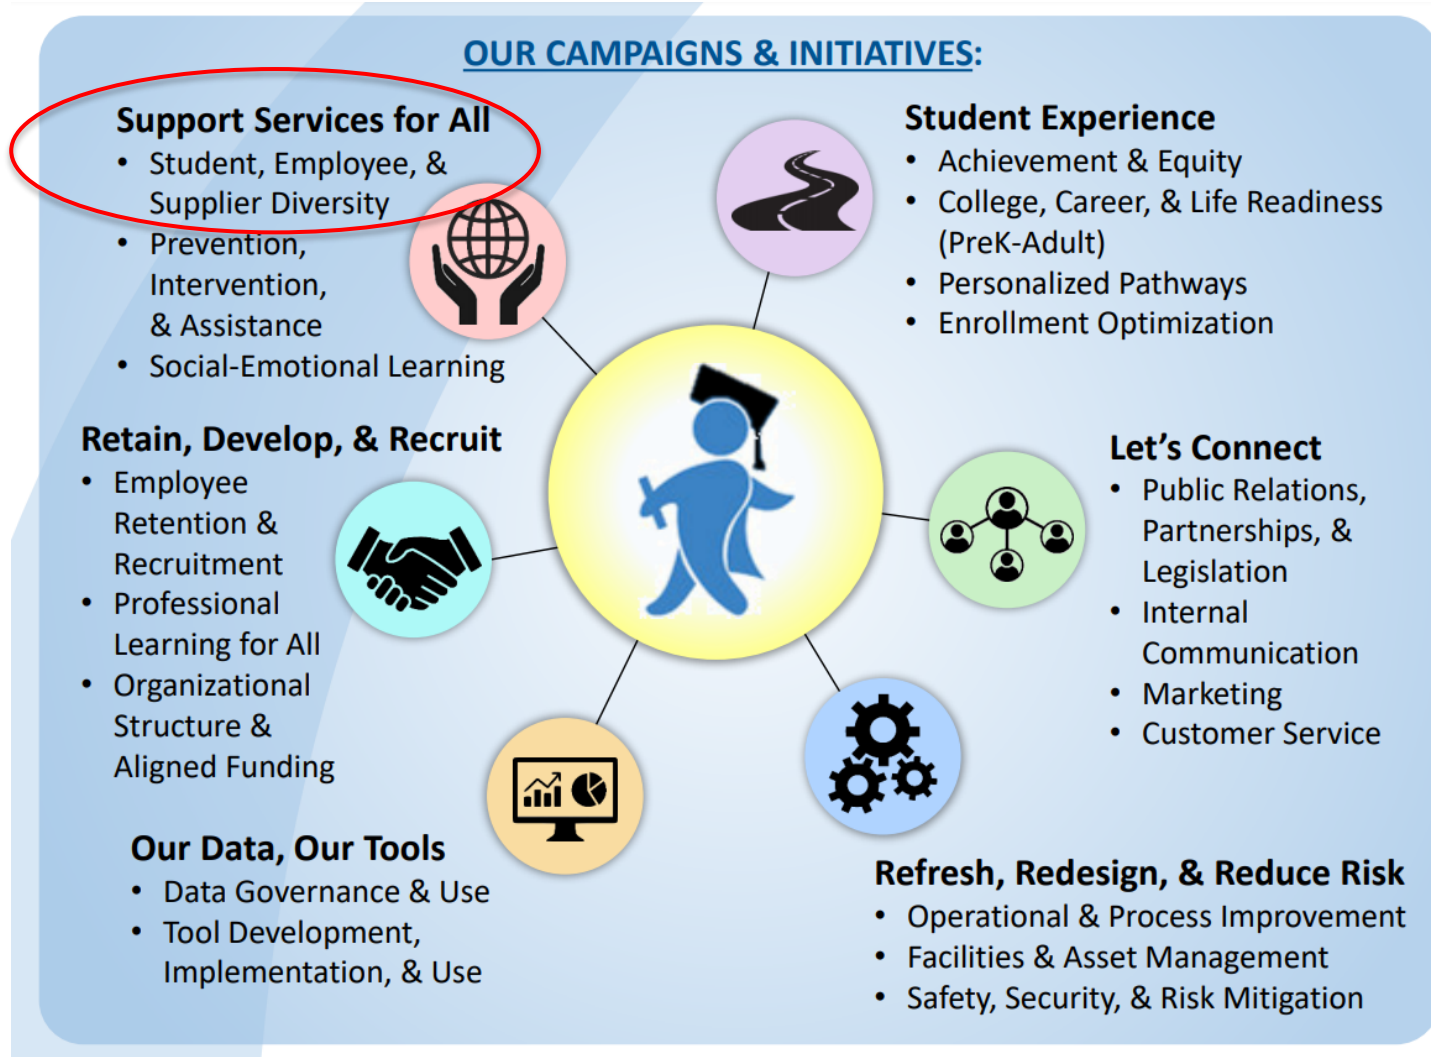 OUR CAMPAIGNS & INITIATIVES:
Support Services for All
• Student, Employee, &
Supplier Diversity
• Prevention,
Intervention,
& Assistance
• Social-Emotional Learning
Student Experience
• Achievement & Equity
• College, Career, & Life Readiness
(PreK-Adult)
• Personalized Pathways
• Enrollment Optimization
Retain, Develop, & Recruit
• Employee
Retention &
Recruitment
• Professional
Learning for All
• Organizational
Structure &
Aligned Funding
Let’s Connect
• Public Relations,
Partnerships, &
Legislation
• Internal
Communication
• Marketing
• Customer Service
Our Data, Our Tools
• Data Governance & Use
• Tool Development,
Implementation, & Use
Refresh, Redesign, & Reduce Risk
• Operational & Process Improvement
• Facilities & Asset Management
• Safety, Security, & Risk Mitigation